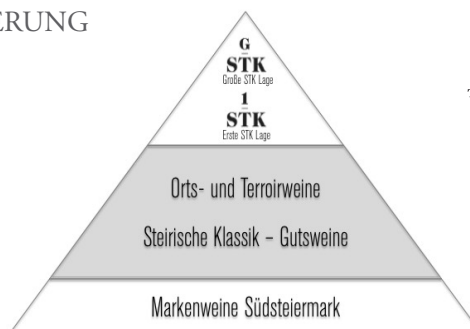 ERUNG
G
STK
Große STK Lage
1
STK
Erste STK Lage
Orts- und Terroirweine
Steirische Klassik – Gutsweine
Markenweine Südsteiermark